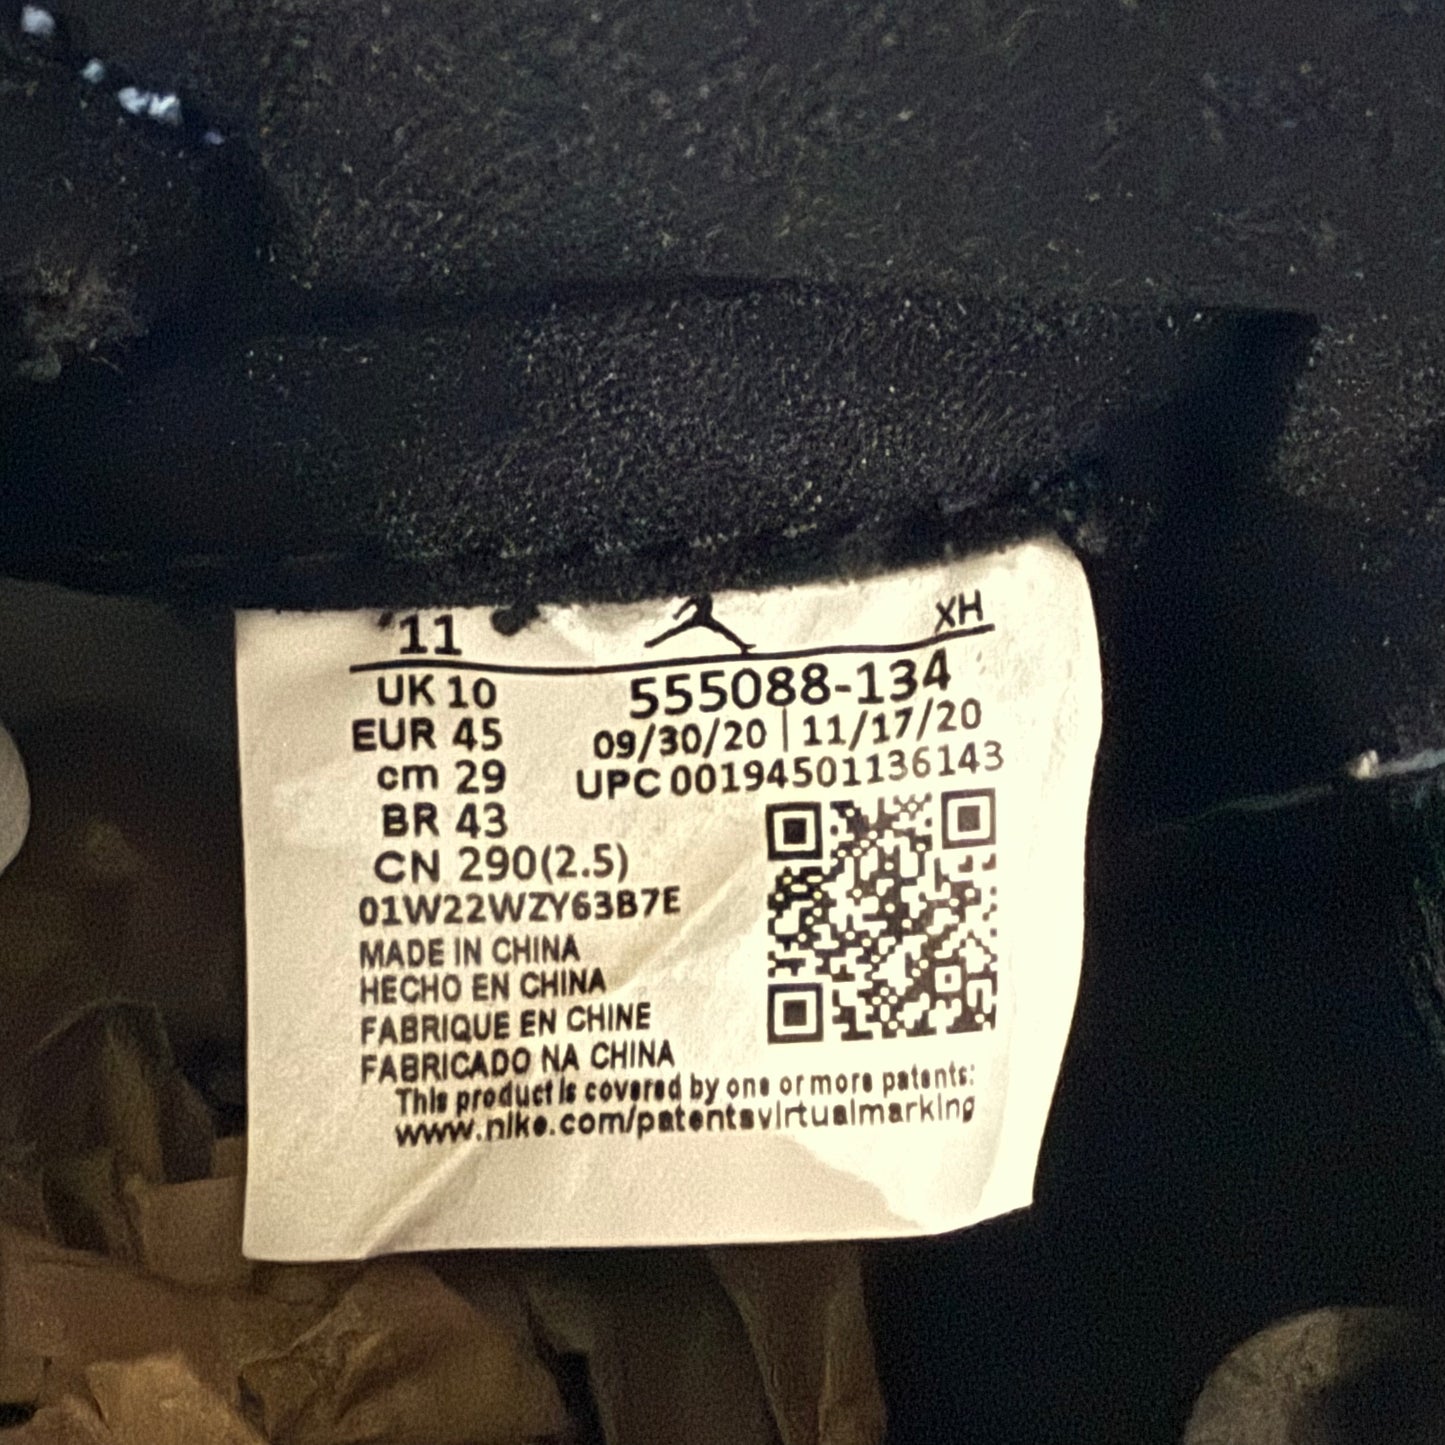 11 XH
UK 10 555088-134
EUR 45 09/30/20 | 11/17/20
cm 29 UPC 00194501136143
BR 43
CN 290(2.5)
01W22WZY63B7E
MADE IN CHINA
HECHO EN CHINA
FABRIQUE EN CHINE
FABRICADO NA CHINA
This product is covered by one or more patents:
www.nike.com/patentsvirtualmarking